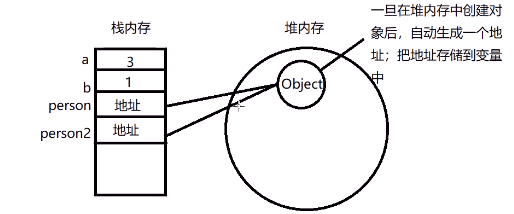 栈内存
堆内存
一旦在堆内存中创建对
象后，自动生成一个地
址；把地址存储到变量
中
a
3
b
1
person
地址
person2
地址
Object